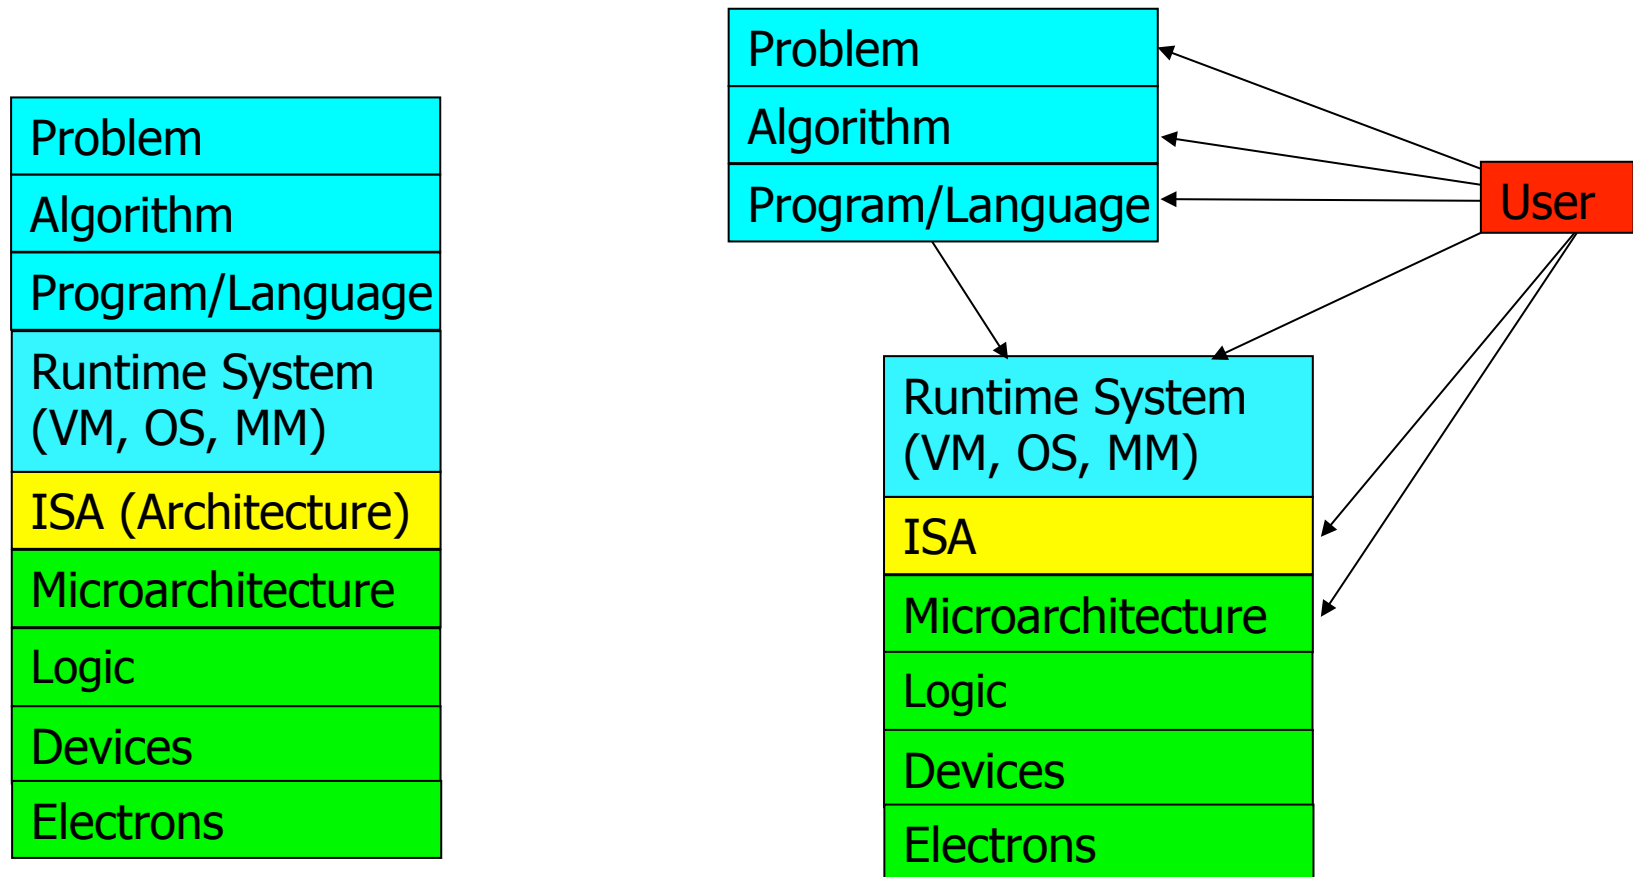 Problem
Algorithm
Program/Language
Runtime System
(VM, OS, MM)
ISA (Architecture)
Microarchitecture
Logic
Devices
Electrons
Problem
Algorithm
Program/Language
User
Runtime System
(VM, OS, MM)
ISA
Microarchitecture
Logic
Devices
Electrons